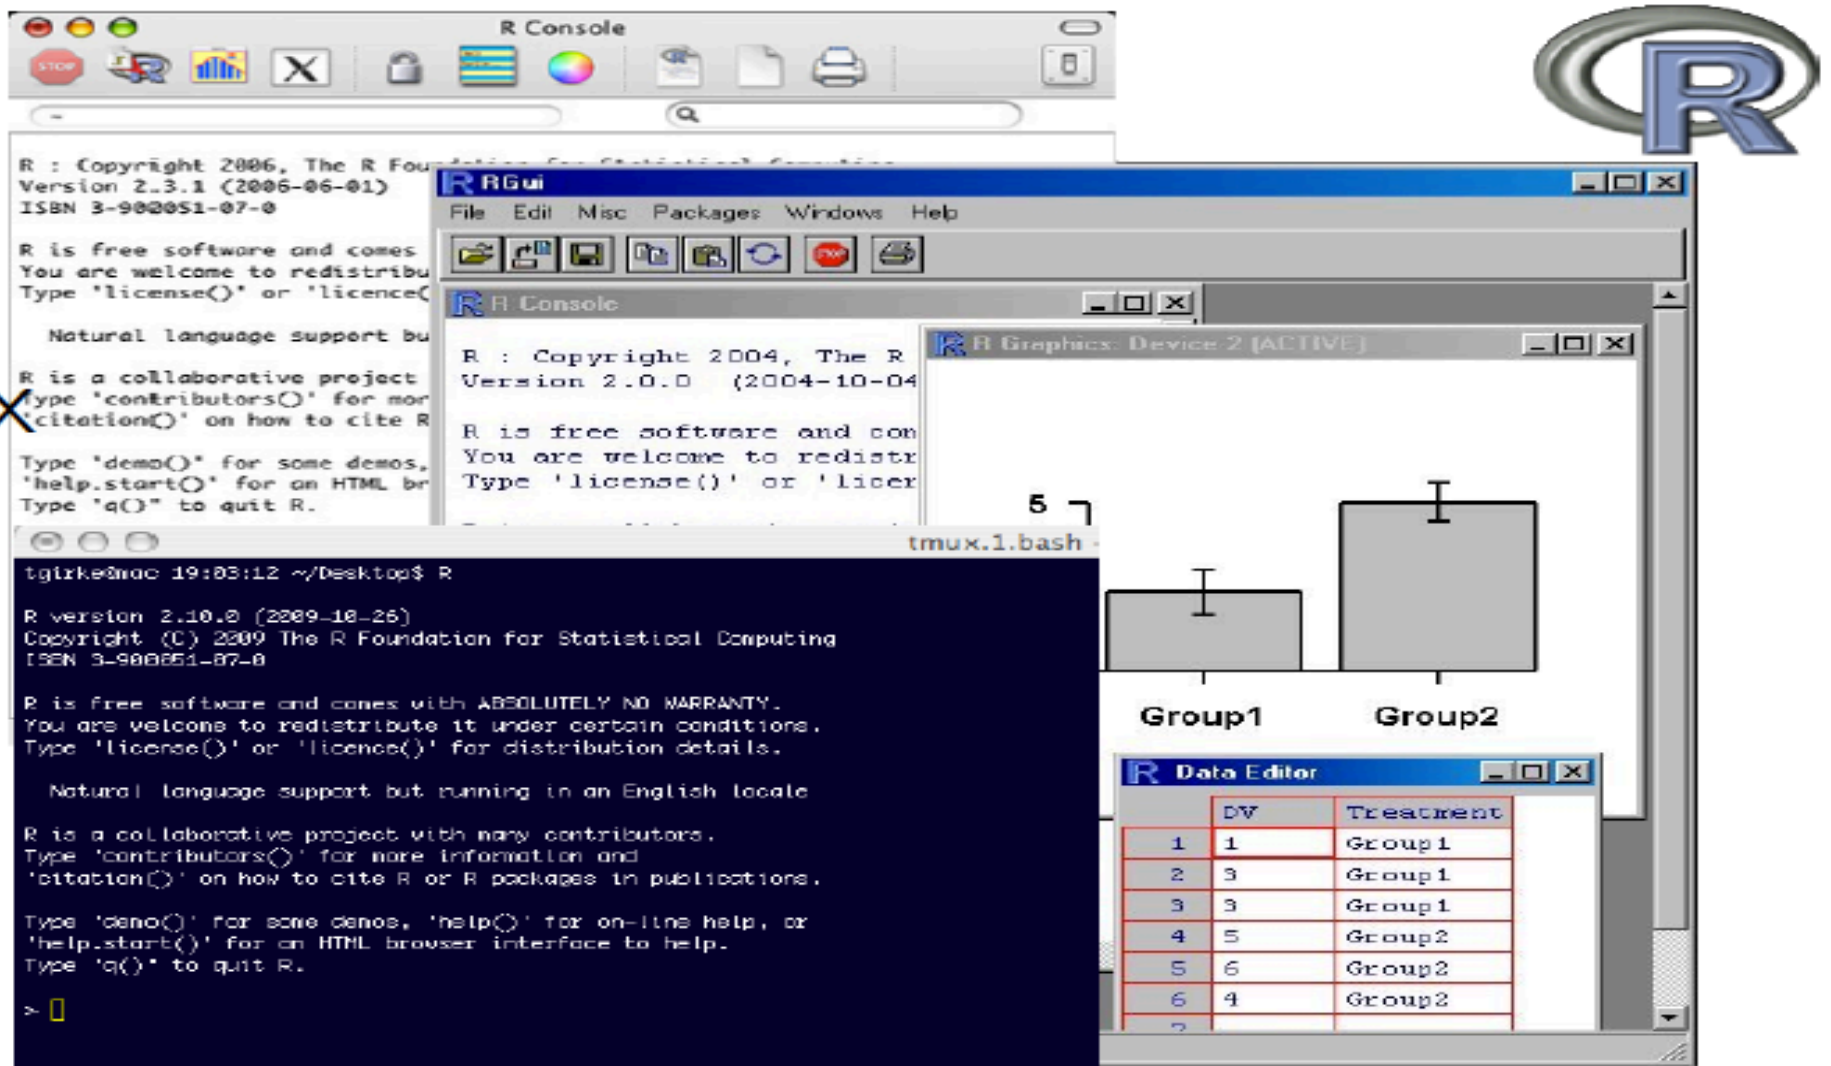 R Console
STOP
X
R
R : Copyright 2006, The R Foundation for Statistical Computing
Version 2.3.1 (2006-06-01)
ISBN 3-900051-07-0
R is free software and comes
You are welcome to redistribu
Type 'license()' or 'licence(
Natural language support bu
R is a collaborative project
Type 'contributors()' for mor
'citation()' on how to cite R
Type 'demo()' for some demos,
'help.start()' for an HTML br
Type 'q()" to quit R.
X
RGui
File Edit Misc Packages Windows Help
STOP
R Console
R : Copyright 2004, The R
Version 2.0.0 (2004-10-04
R is free software and com
You are welcome to redistr
Type 'license()' or 'licer
R Graphics: Device 2 (ACTIVE)
5
Group1 Group2
tmux.1.bash -
tgirke@mac 19:03:12 ~/Desktop$ R
R version 2.10.0 (2009-10-26)
Copyright (C) 2009 The R Foundation for Statistical Computing
ISBN 3-900051-07-0
R is free software and comes with ABSOLUTELY NO WARRANTY.
You are welcome to redistribute it under certain conditions.
Type 'license()' or 'licence()' for distribution details.
Natural language support but running in an English locale
R is a collaborative project with many contributors.
Type 'contributors()' for more information and
'citation()' on how to cite R or R packages in publications.
Type 'demo()' for some demos, 'help()' for on-line help, or
'help.start()' for an HTML browser interface to help.
Type 'q()" to quit R.
>
Data Editor
DV Treatment
1 1 Group1
2 3 Group1
3 3 Group1
4 5 Group2
5 6 Group2
6 4 Group2